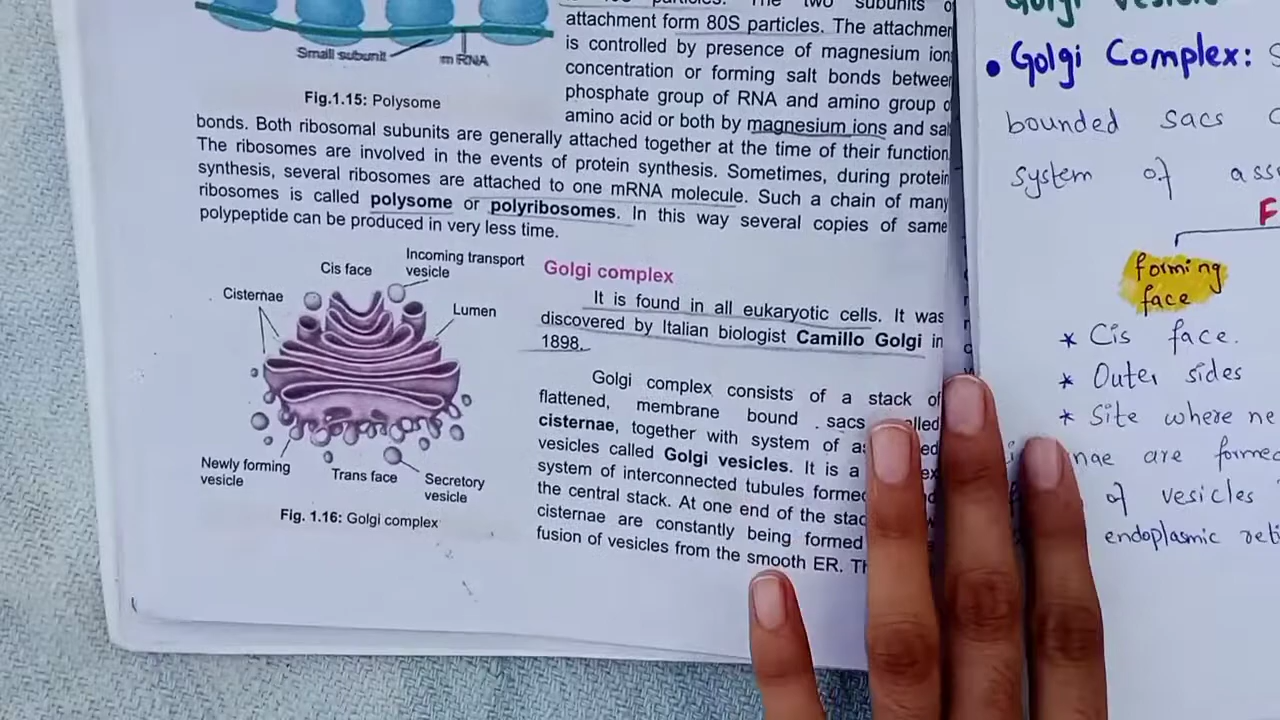 attachment form 80S particles. The
is controlled by presence of magnesium
concentration or forming salt bonds between
phosphate group of RNA and amino group
amino acid or both by magnesium ions and
Small subunit
m RNA
Fig.1.15: Polysome
bonds. Both ribosomal subunits are generally attached together at the time of their function
The ribosomes are involved in the events of protein synthesis. Sometimes, during protein
synthesis, several ribosomes are attached to one mRNA molecule. Such a chain of many
ribosomes is called polysome or polyribosomes. In this way several copies of same
polypeptide can be produced in very less time.
Cis face
Incoming transport
vesicle
Cisternae
Lumen
Newly forming
vesicle
Trans face
Secretory
vesicle
Fig. 1.16: Golgi complex
Golgi complex
It is found in all eukaryotic cells. It was
discovered by Italian biologist Camillo Golgi in
1898.
Golgi complex consists of a stack of
flattened, membrane bound sacs
cisternae, together with system of
vesicles called Golgi vesicles. It is a
system of interconnected tubules
the central stack. At one end of the
cisternae are constantly being formed
fusion of vesicles from the smooth ER.
Golgi
• Golgi Complex:
bounded sacs
system of
forming
face
* Cis face.
* Outer sides
* Site where
are formed
of vesicles
endoplasmic